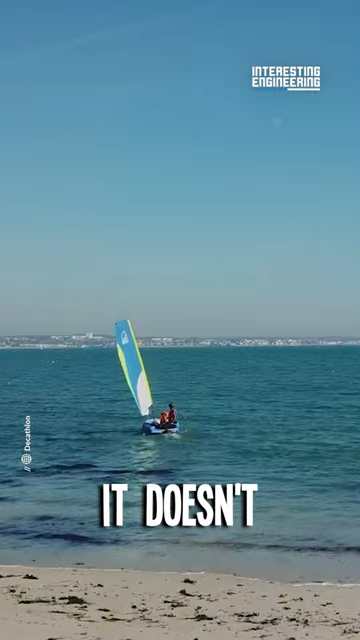 INTERESTING
ENGINEERING
// Decathlon
IT DOESN'T